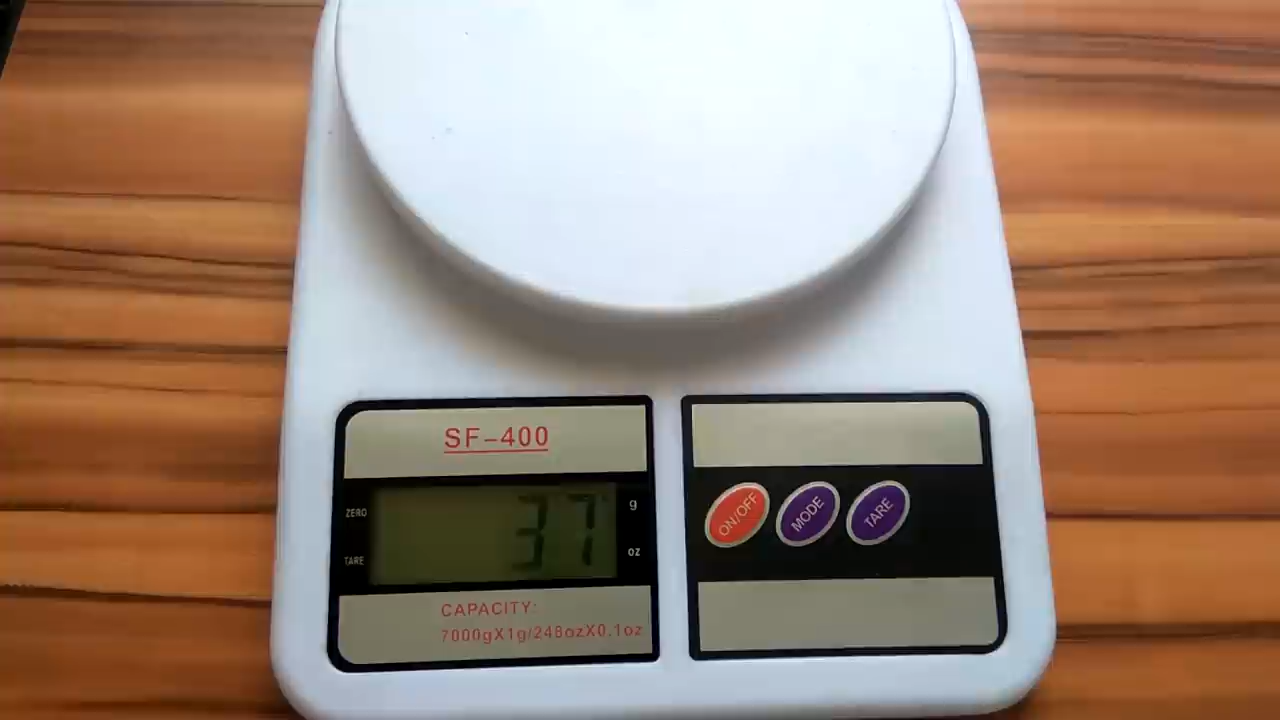 SF-400
ZERO
37
g
TARE
oz
CAPACITY:
7000gX1g/248ozX0.1oz
ON/OFF
MODE
TARE